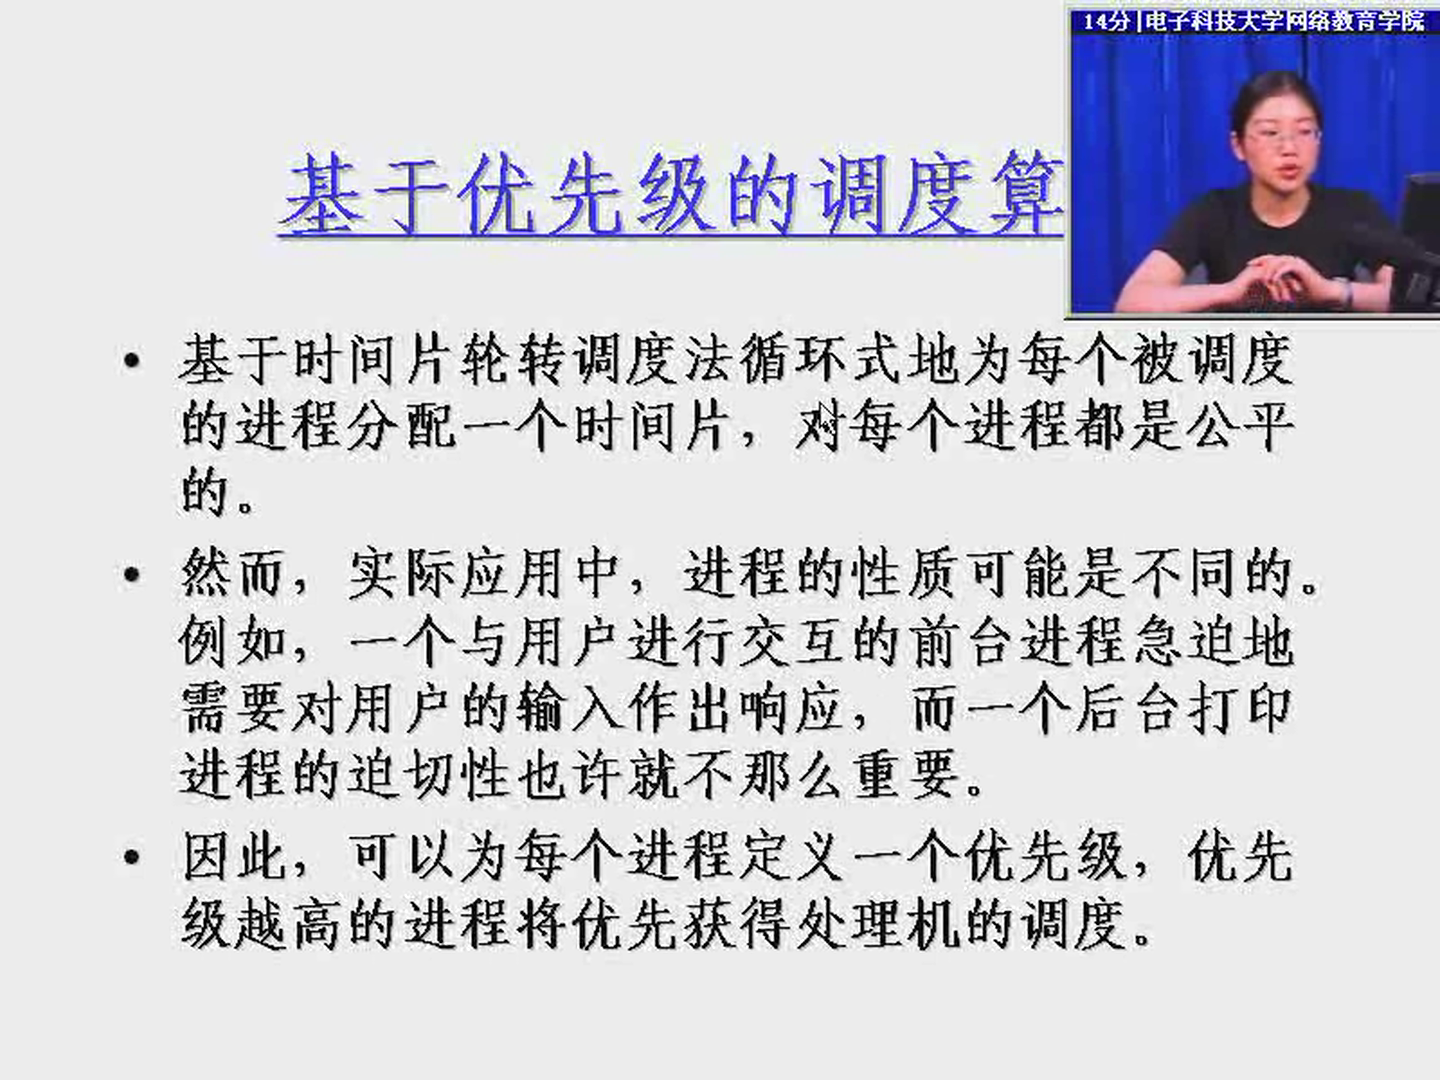 14分|电子科技大学网络教育学院
基于优先级的调度算
基于时间片轮转调度法循环式地为每个被调度
的进程分配一个时间片，对每个进程都是公平
的。
然而，实际应用中，进程的性质可能是不同的。
例如，一个与用户进行交互的前台进程急迫地
需要对用户的输入作出响应，而一个后台打印
进程的迫切性也许就不那么重要。
因此，可以为每个进程定义一个优先级，优先
级越高的进程将优先获得处理机的调度。